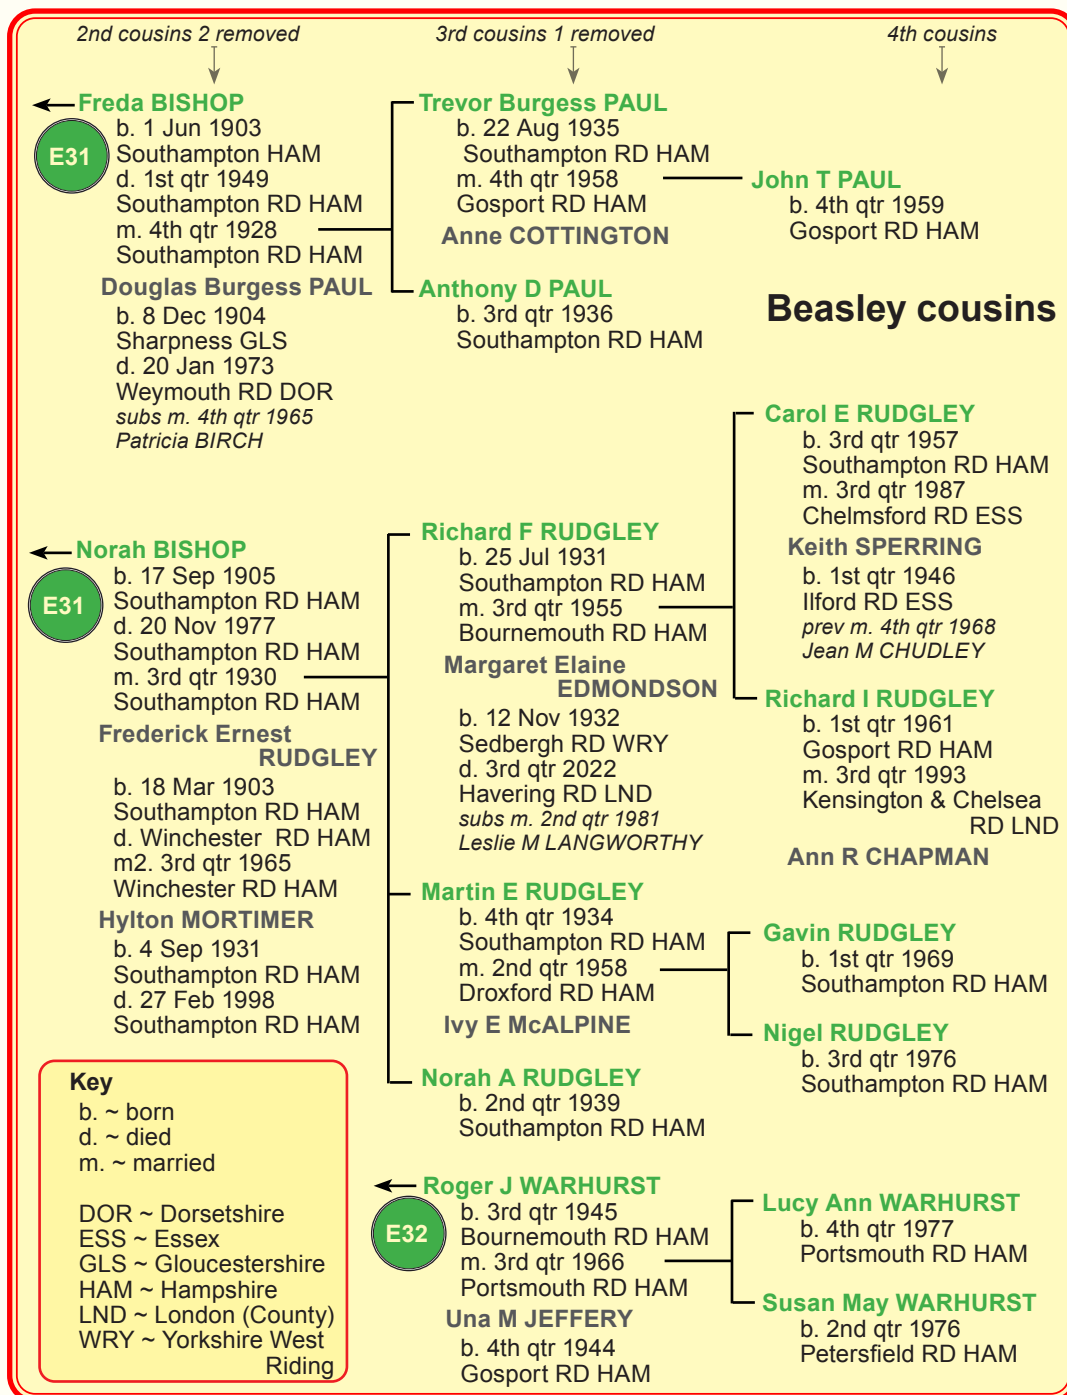 2nd cousins 2 removed
3rd cousins 1 removed
4th cousins
Freda BISHOP
E31
b. 1 Jun 1903
Southampton HAM
d. 1st qtr 1949
Southampton RD HAM
m. 4th qtr 1928
Southampton RD HAM
Douglas Burgess PAUL
b. 8 Dec 1904
Sharpness GLS
d. 20 Jan 1973
Weymouth RD DOR
subs m. 4th qtr 1965
Patricia BIRCH
Trevor Burgess PAUL
b. 22 Aug 1935
Southampton RD HAM
m. 4th qtr 1958
Gosport RD HAM
Anne COTTINGTON
John T PAUL
b. 4th qtr 1959
Gosport RD HAM
Anthony D PAUL
b. 3rd qtr 1936
Southampton RD HAM
Beasley cousins
Norah BISHOP
E31
b. 17 Sep 1905
Southampton RD HAM
d. 20 Nov 1977
Southampton RD HAM
m. 3rd qtr 1930
Southampton RD HAM
Frederick Ernest
RUDGLEY
b. 18 Mar 1903
Southampton RD HAM
d. Winchester RD HAM
m2. 3rd qtr 1965
Winchester RD HAM
Hylton MORTIMER
b. 4 Sep 1931
Southampton RD HAM
d. 27 Feb 1998
Southampton RD HAM
Richard F RUDGLEY
b. 25 Jul 1931
Southampton RD HAM
m. 3rd qtr 1955
Bournemouth RD HAM
Margaret Elaine
EDMONDSON
b. 12 Nov 1932
Sedbergh RD WRY
d. 3rd qtr 2022
Havering RD LND
subs m. 2nd qtr 1981
Leslie M LANGWORTHY
Carol E RUDGLEY
b. 3rd qtr 1957
Southampton RD HAM
m. 3rd qtr 1987
Chelmsford RD ESS
Keith SPERRING
b. 1st qtr 1946
Ilford RD ESS
prev m. 4th qtr 1968
Jean M CHUDLEY
Richard I RUDGLEY
b. 1st qtr 1961
Gosport RD HAM
m. 3rd qtr 1993
Kensington & Chelsea
RD LND
Ann R CHAPMAN
Martin E RUDGLEY
b. 4th qtr 1934
Southampton RD HAM
m. 2nd qtr 1958
Droxford RD HAM
Ivy E McALPINE
Gavin RUDGLEY
b. 1st qtr 1969
Southampton RD HAM
Nigel RUDGLEY
b. 3rd qtr 1976
Southampton RD HAM
Norah A RUDGLEY
b. 2nd qtr 1939
Southampton RD HAM
Roger J WARHURST
E32
b. 3rd qtr 1945
Bournemouth RD HAM
m. 3rd qtr 1966
Portsmouth RD HAM
Una M JEFFERY
b. 4th qtr 1944
Gosport RD HAM
Lucy Ann WARHURST
b. 4th qtr 1977
Portsmouth RD HAM
Susan May WARHURST
b. 2nd qtr 1976
Petersfield RD HAM
Key
b. ~ born
d. ~ died
m. ~ married
DOR ~ Dorsetshire
ESS ~ Essex
GLS ~ Gloucestershire
HAM ~ Hampshire
LND ~ London (County)
WRY ~ Yorkshire West
Riding